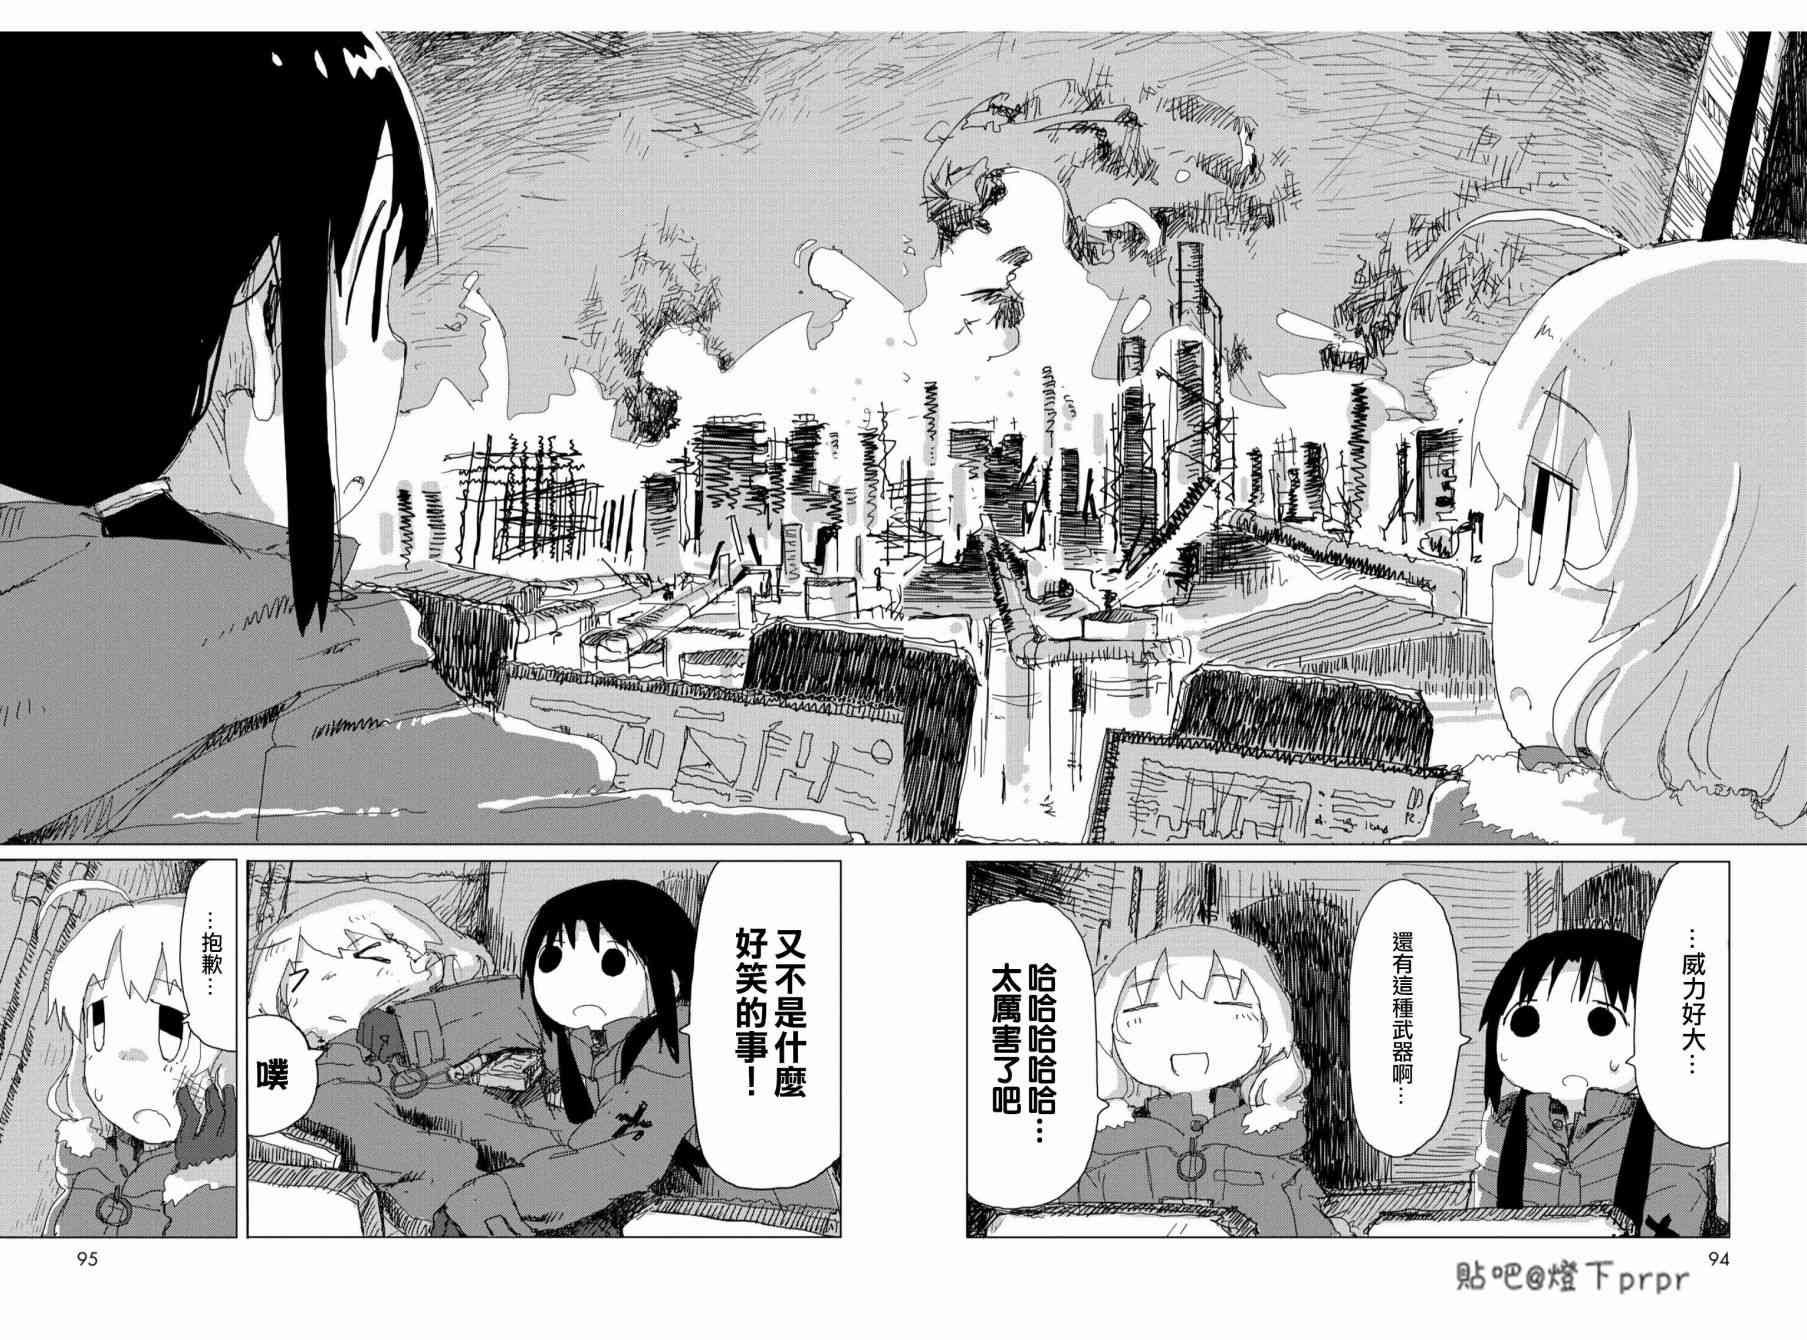 …威力好大…
還有這種武器啊…
哈哈哈哈哈…
太厲害了吧
又不是什麼
好笑的事！
噗
…抱歉…
95
94
貼吧@燈下prpr